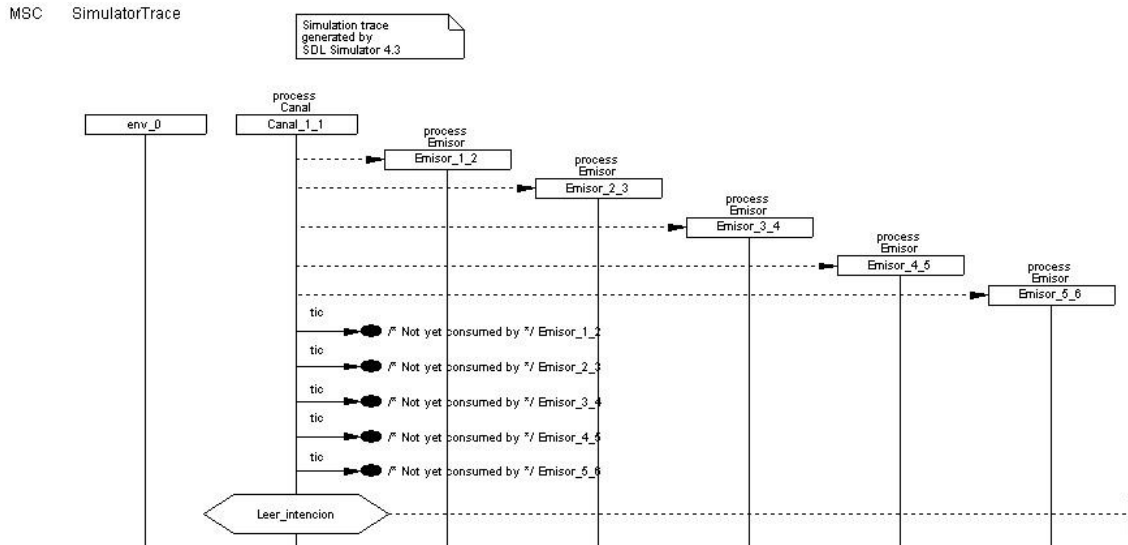 MSC SimulatorTrace
Simulation trace
generated by
SDL Simulator 4.3
env_0
process
Canal
Canal_1_1
process
Emisor
Emisor_1_2
process
Emisor
Emisor_2_3
process
Emisor
Emisor_3_4
process
Emisor
Emisor_4_5
process
Emisor
Emisor_5_6
tic
/* Not yet consumed by */ Emisor_1_2
tic
/* Not yet consumed by */ Emisor_2_3
tic
/* Not yet consumed by */ Emisor_3_4
tic
/* Not yet consumed by */ Emisor_4_5
tic
/* Not yet consumed by */ Emisor_5_6
Leer_intencion